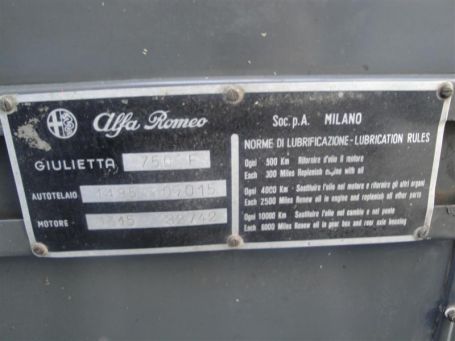 Alfa Romeo
Soc. p. A. MILANO
GIULIETTA 750 F
AUTOTELAIO 1495 07015
MOTORE 32742
NORME DI LUBRIFICAZIONE-LUBRICATION RULES
Ogni 500 Km Rifornire d'olio il motore
Each 300 Miles Replenish engine with oil
Ogni 4000 Km - Sostituire l'olio nel motore e rifornire gli altri organi
Each 2500 Miles Renew oil in engine and replenish all other parts
Ogni 10000 Km - Sostituire l'olio nel cambio e nel ponte
Each 6000 Miles Renew oil in gear box and rear axle housing